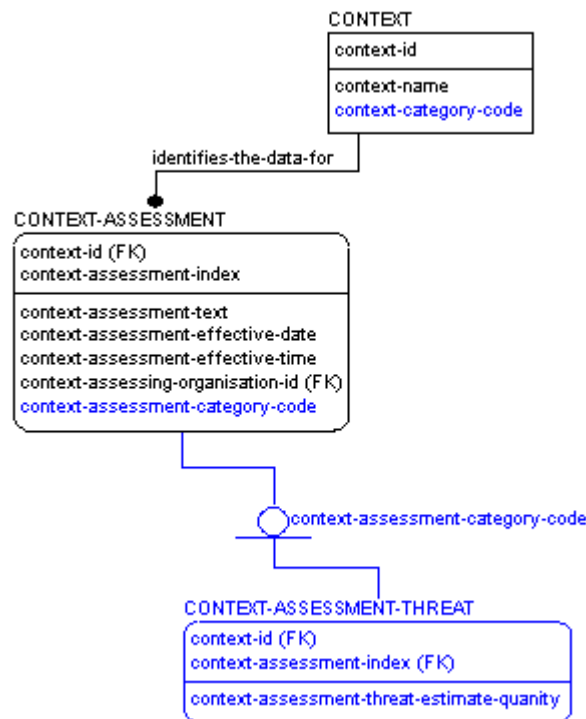 CONTEXT
context-id
context-name
context-category-code
identifies-the-data-for
CONTEXT-ASSESSMENT
context-id (FK)
context-assessment-index
context-assessment-text
context-assessment-effective-date
context-assessment-effective-time
context-assessing-organisation-id (FK)
context-assessment-category-code
context-assessment-category-code
CONTEXT-ASSESSMENT-THREAT
context-id (FK)
context-assessment-index (FK)
context-assessment-threat-estimate-quanity